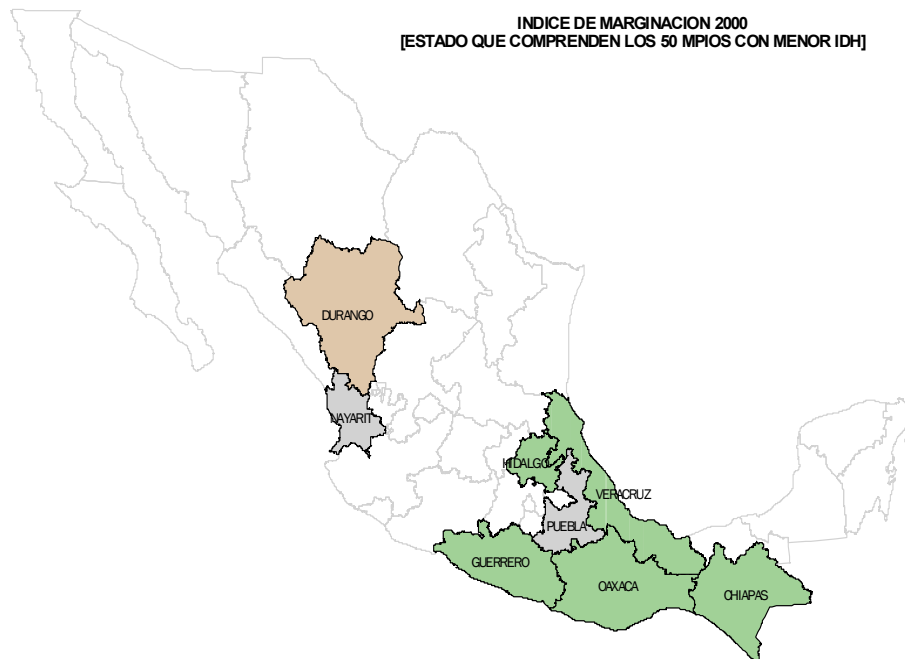 INDICE DE MARGINACION 2000
[ESTADO QUE COMPRENDEN LOS 50 MPIOS CON MENOR IDH]
DURANGO
NAYARIT
HIDALGO
VERACRUZ
PUEBLA
GUERRERO
OAXACA
CHIAPAS